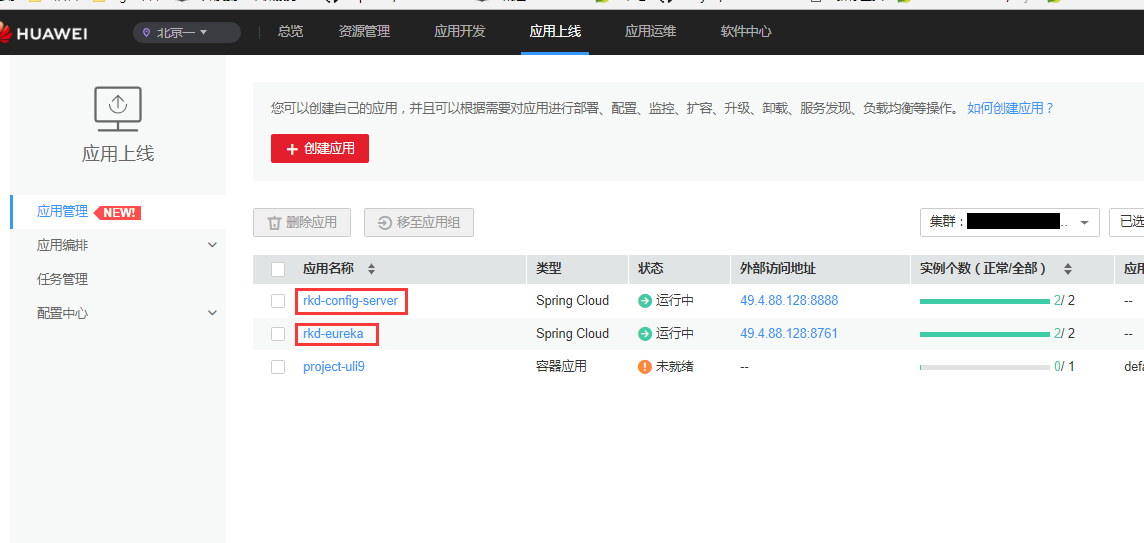 HUAWEI 北京一 总览 资源管理 应用开发 应用上线 应用运维 软件中心
应用上线
应用管理 NEW!
应用编排
任务管理
配置中心
您可以创建自己的应用，并且可以根据需要对应用进行部署、配置、监控、扩容、升级、卸载、服务发现、负载均衡等操作。 如何创建应用？
+ 创建应用
删除应用 移至应用组 集群： .. 已选
应用名称 类型 状态 外部访问地址 实例个数（正常/全部） 应用
rkd-config-server Spring Cloud 运行中 49.4.88.128:8888 2/ 2 --
rkd-eureka Spring Cloud 运行中 49.4.88.128:8761 2/ 2 --
project-uli9 容器应用 未就绪 -- 0/ 1 defa